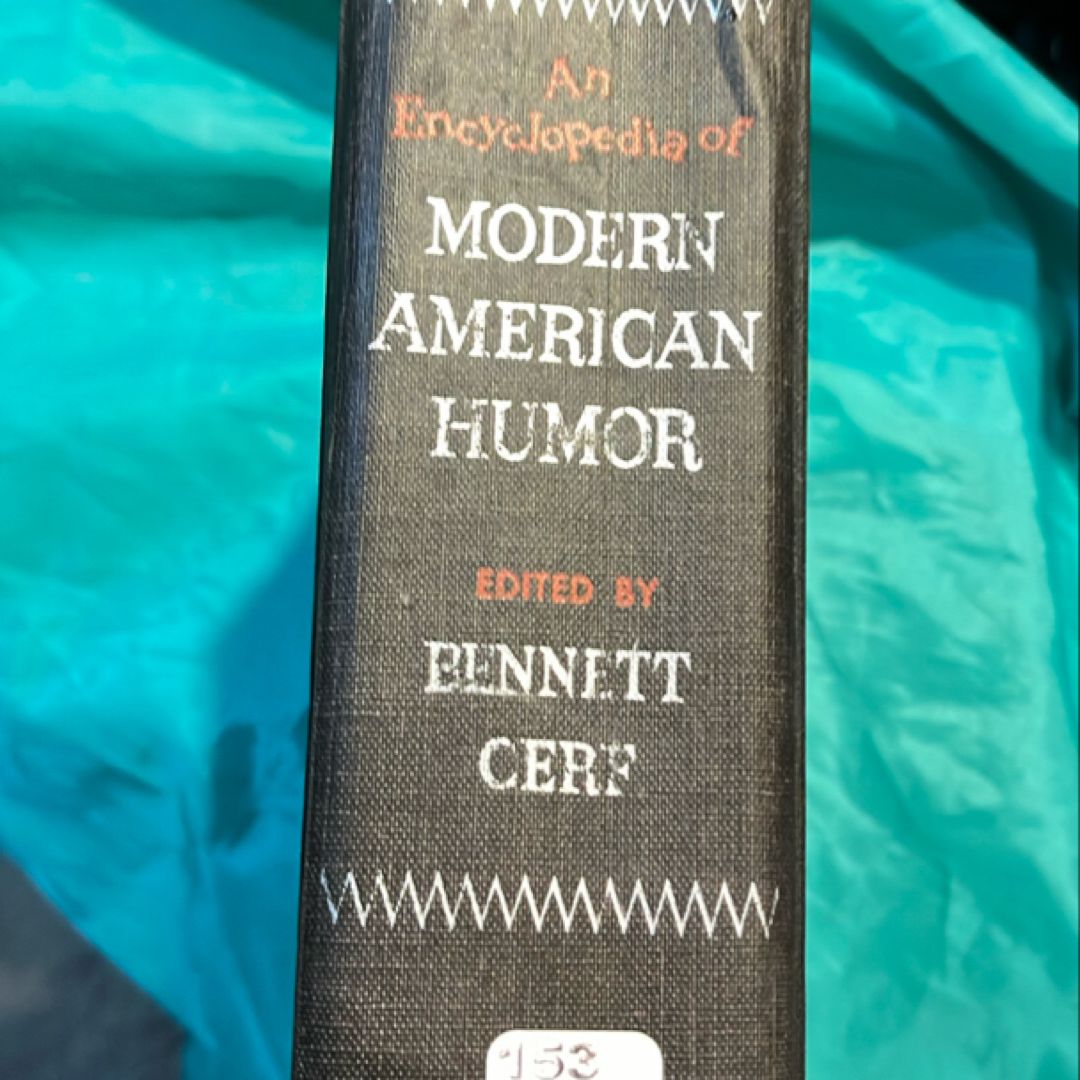 An
Encyclopedia of
MODERN
AMERICAN
HUMOR
EDITED BY
BENNETT
CERF
153